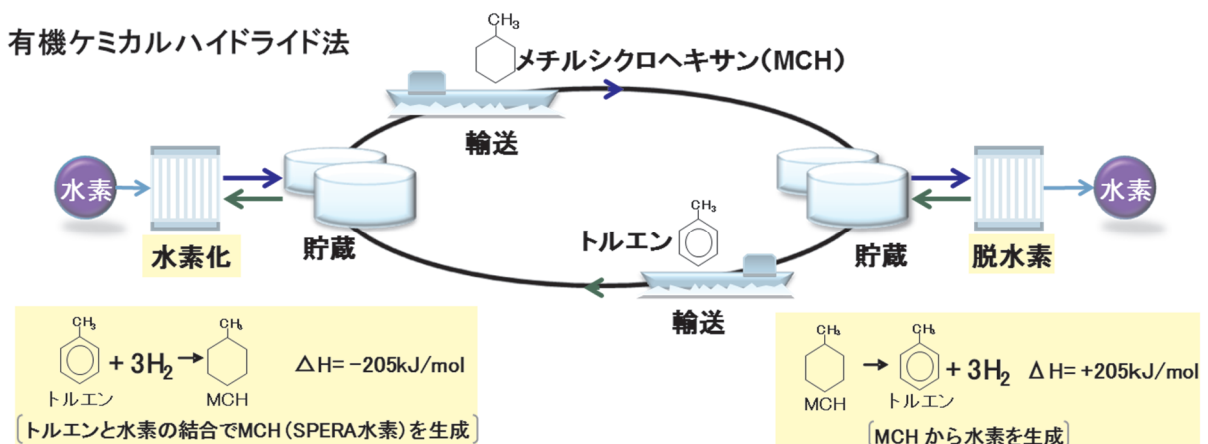 有機ケミカルハイドライド法
CH3
メチルシクロヘキサン(MCH)
輸送
水素
水素化
貯蔵
トルエン
CH3
輸送
貯蔵
脱水素
水素
CH3
CH3
+ 3H2 → ΔH= −205kJ/mol
トルエン MCH
[トルエンと水素の結合でMCH(SPERA水素)を生成]
CH3
CH3
→ + 3H2 ΔH= +205kJ/mol
MCH トルエン
[MCH から水素を生成]